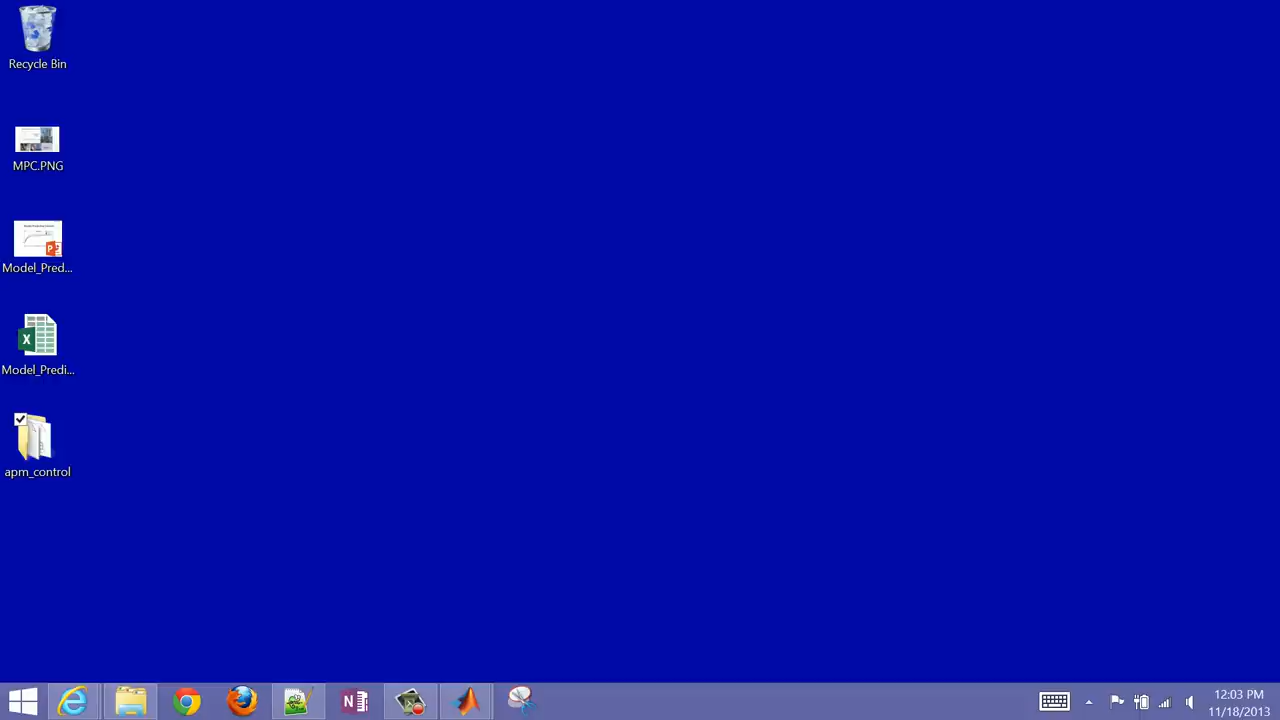 Recycle Bin
MPC.PNG
Model_Pred...
Model_Predi...
apm_control
12:03 PM
11/18/2013